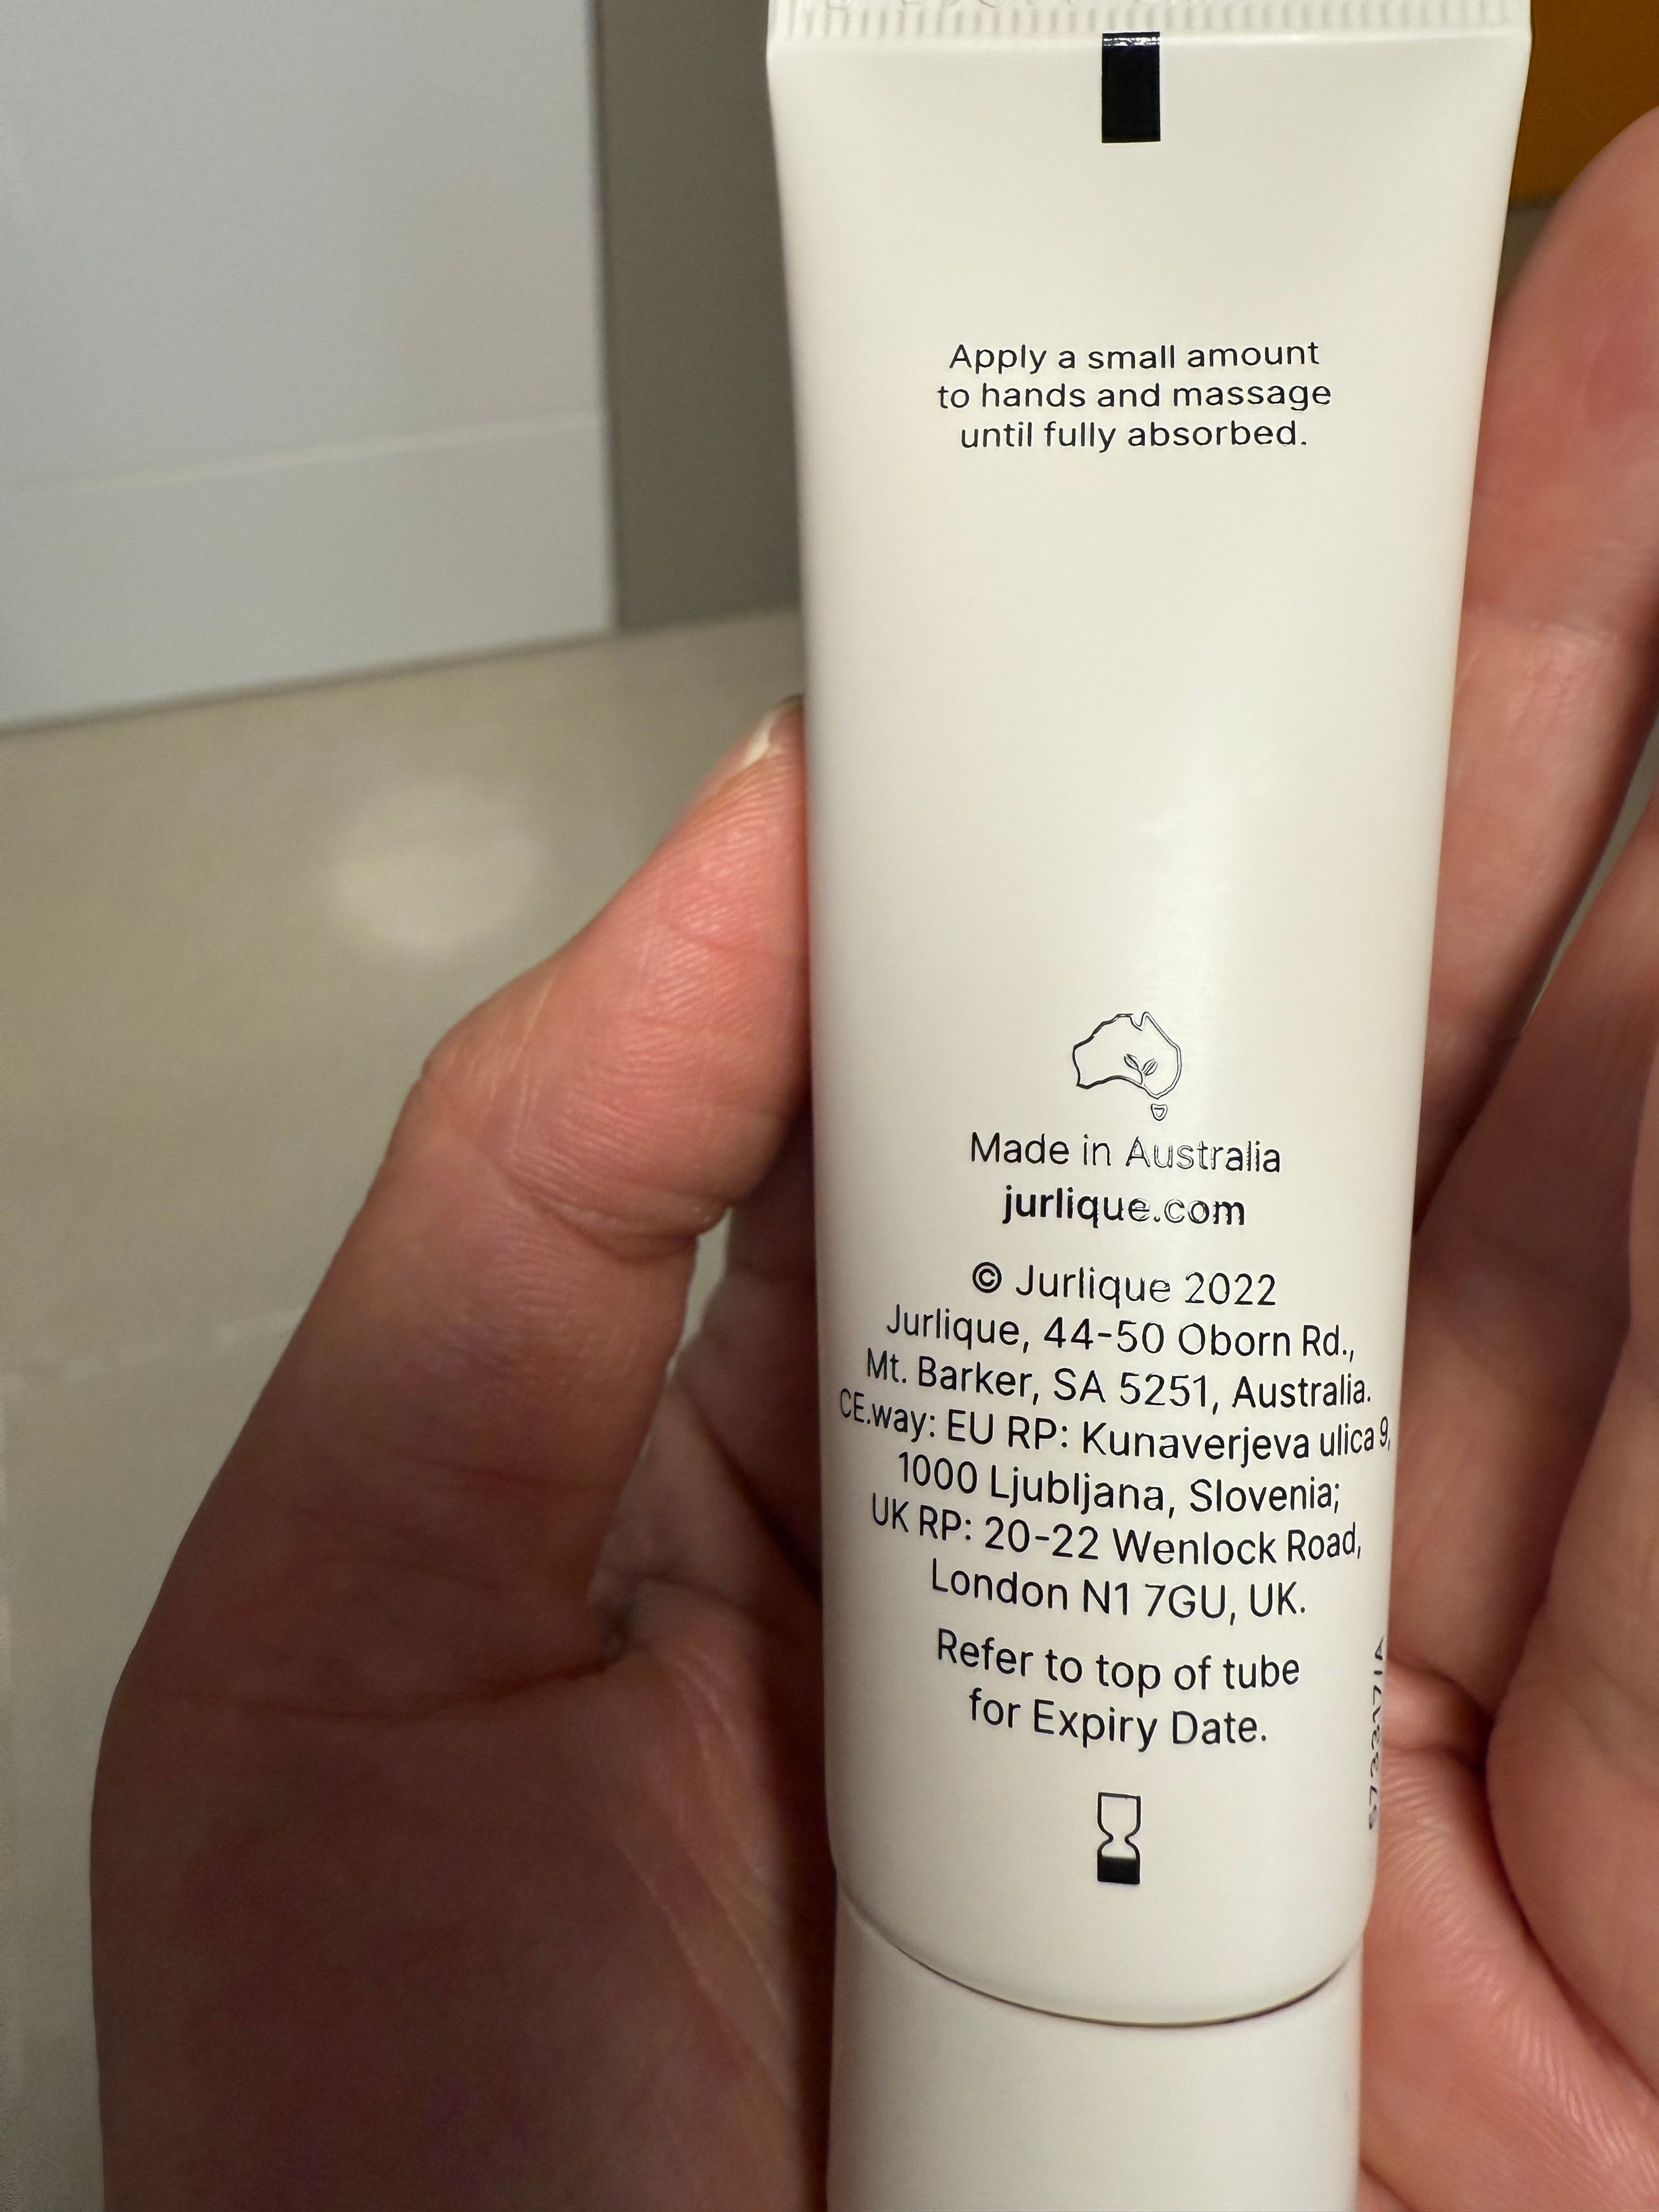 Apply a small amount
to hands and massage
until fully absorbed.
Made in Australia
jurlique.com
© Jurlique 2022
Jurlique, 44-50 Oborn Rd.,
Mt. Barker, SA 5251, Australia.
CE.way: EU RP: Kunaverjeva ulica 9,
1000 Ljubljana, Slovenia;
UK RP: 20-22 Wenlock Road,
London N1 7GU, UK.
Refer to top of tube
for Expiry Date.